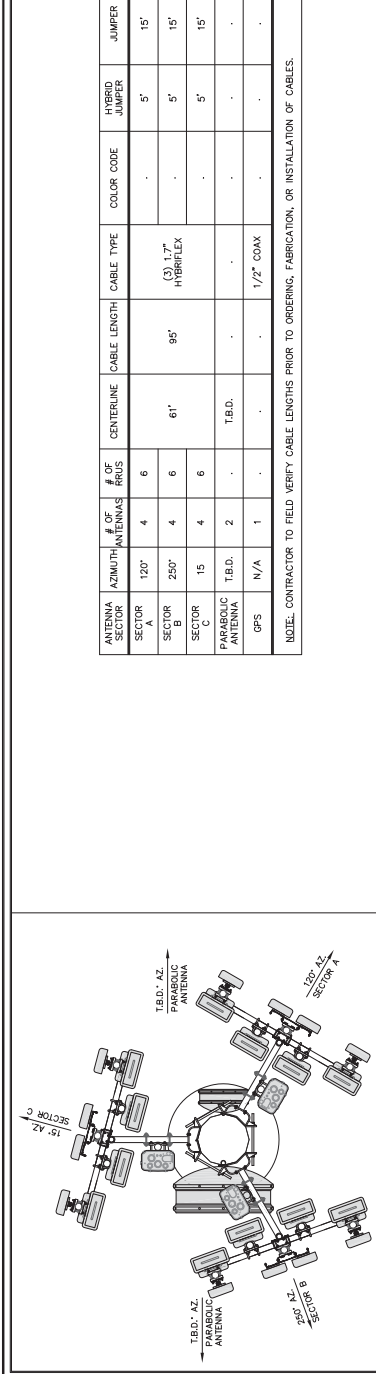 ANTENNA SECTOR | AZIMUTH | # OF ANTENNAS | # OF RRUS | CENTERLINE | CABLE LENGTH | CABLE TYPE | COLOR CODE | HYBRID JUMPER | JUMPER
SECTOR A | 120° | 4 | 6 | 61' | 95' | (3) 1.7" HYBRIFLEX | . | 5' | 15'
SECTOR B | 250° | 4 | 6 | . | 5' | 15'
SECTOR C | 15 | 4 | 6 | . | 5' | 15'
PARABOLIC ANTENNA | T.B.D. | 2 | . | T.B.D. | . | . | . | . | .
GPS | N/A | 1 | . | . | . | 1/2" COAX | . | . | .
NOTE: CONTRACTOR TO FIELD VERIFY CABLE LENGTHS PRIOR TO ORDERING, FABRICATION, OR INSTALLATION OF CABLES.
15° AZ.
SECTOR C
T.B.D.° AZ.
PARABOLIC
ANTENNA
120° AZ.
SECTOR A
T.B.D.° AZ.
PARABOLIC
ANTENNA
250° AZ.
SECTOR B